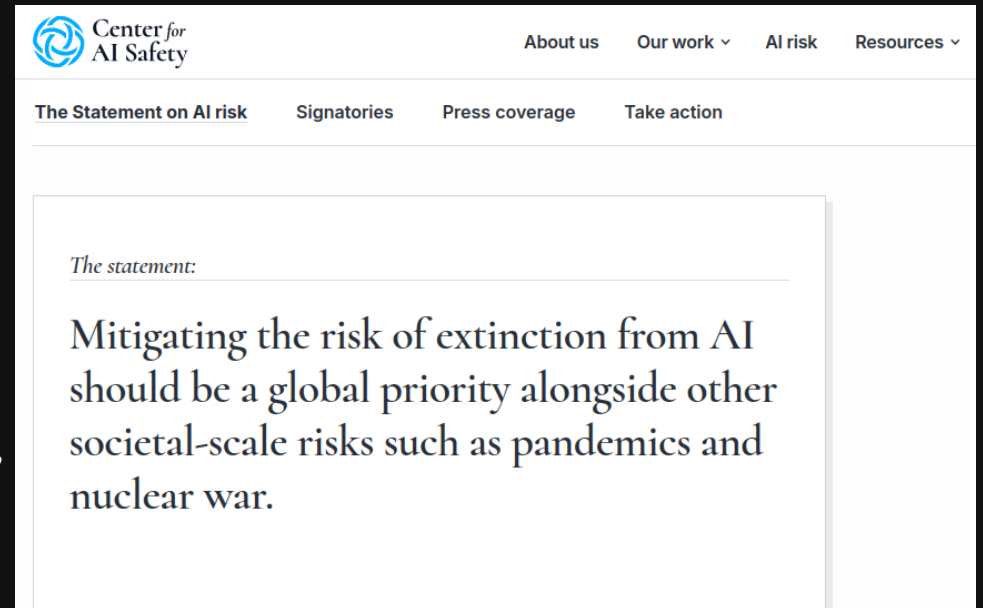 Center for
AI Safety
About us
Our work
AI risk
Resources
The Statement on AI risk
Signatories
Press coverage
Take action
The statement:
Mitigating the risk of extinction from AI
should be a global priority alongside other
societal-scale risks such as pandemics and
nuclear war.